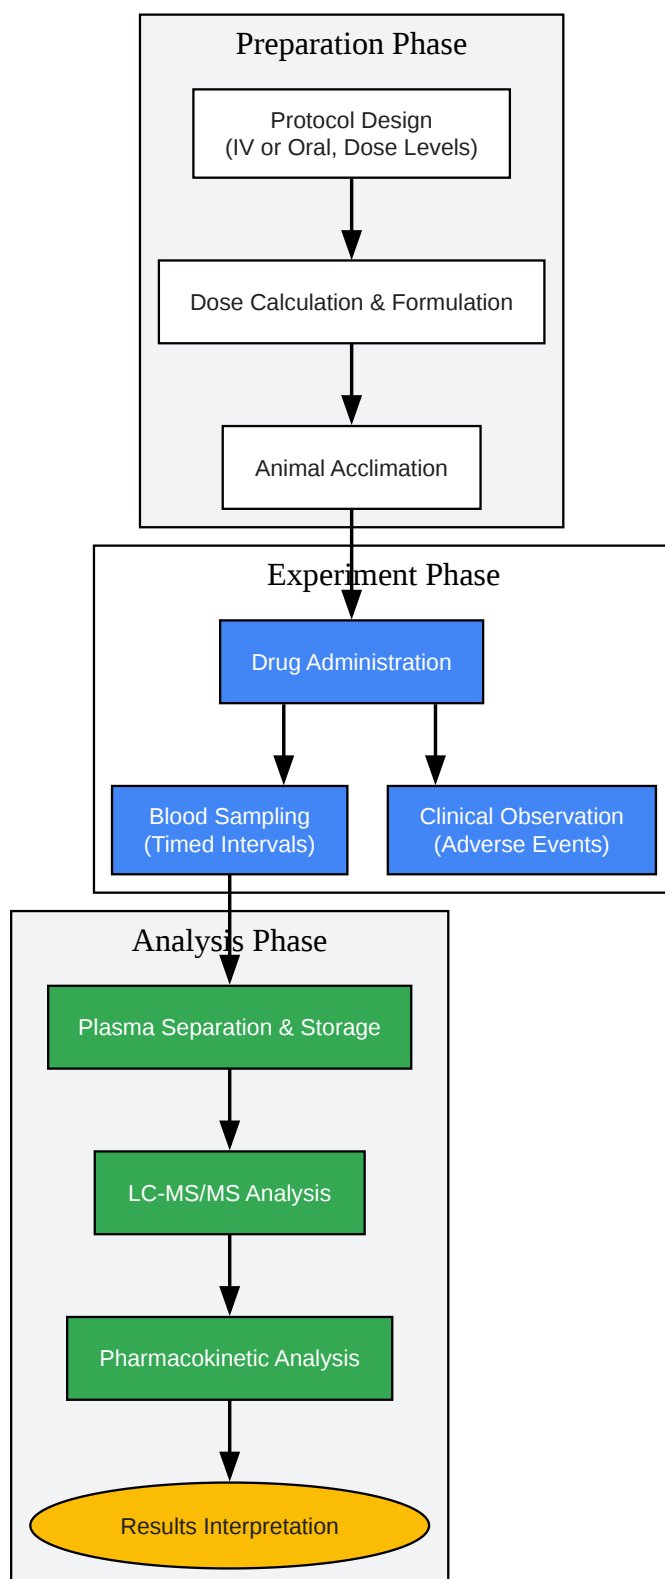 Preparation Phase
Protocol Design
(IV or Oral, Dose Levels)
Dose Calculation & Formulation
Animal Acclimation
Experiment Phase
Drug Administration
Blood Sampling
(Timed Intervals)
Clinical Observation
(Adverse Events)
Analysis Phase
Plasma Separation & Storage
LC-MS/MS Analysis
Pharmacokinetic Analysis
Results Interpretation